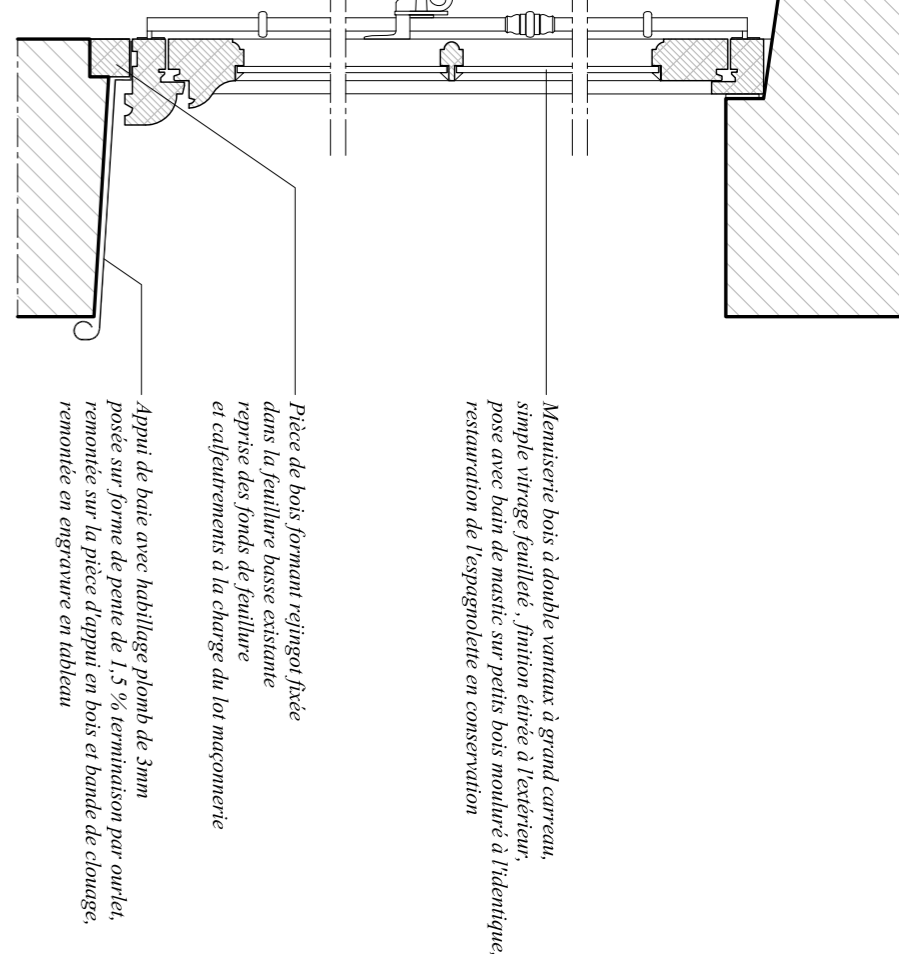 Menuiserie bois à double vantaux à grand carreau,
simple vitrage feuilleté , finition étirée à l'extérieur,
pose avec bain de mastic sur petits bois mouluré à l'identique,
restauration de l'espagnolette en conservation
Pièce de bois formant rejingot fixée
dans la feuillure basse existante
reprise des fonds de feuillure
et calfeutrements à la charge du lot maçonnerie
Appui de baie avec habillage plomb de 3mm
posée sur forme de pente de 1,5 % terminaison par ourlet,
remontée sur la pièce d'appui en bois et bande de clouage,
remontée en engravure en tableau